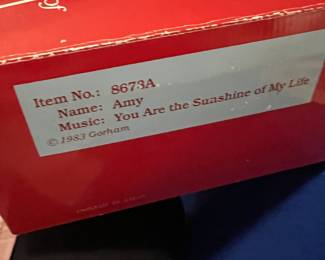 Item No.: 8673A
Name: Amy
Music: You Are the Sunshine of My Life
© 1983 Gorham